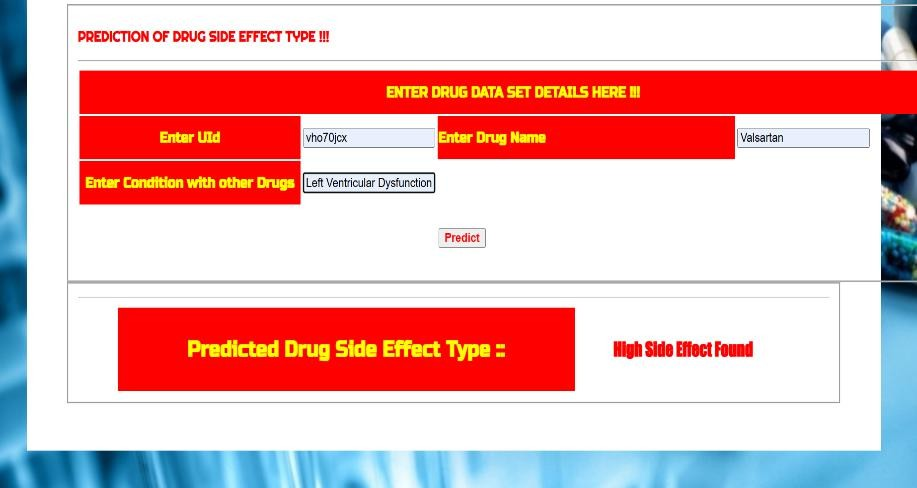 PREDICTION OF DRUG SIDE EFFECT TYPE !!!
ENTER DRUG DATA SET DETAILS HERE !!!
Enter UId vho70jcx Enter Drug Name Valsartan
Enter Condition with other Drugs Left Ventricular Dysfunction
Predict
Predicted Drug Side Effect Type :: High Side Effect Found